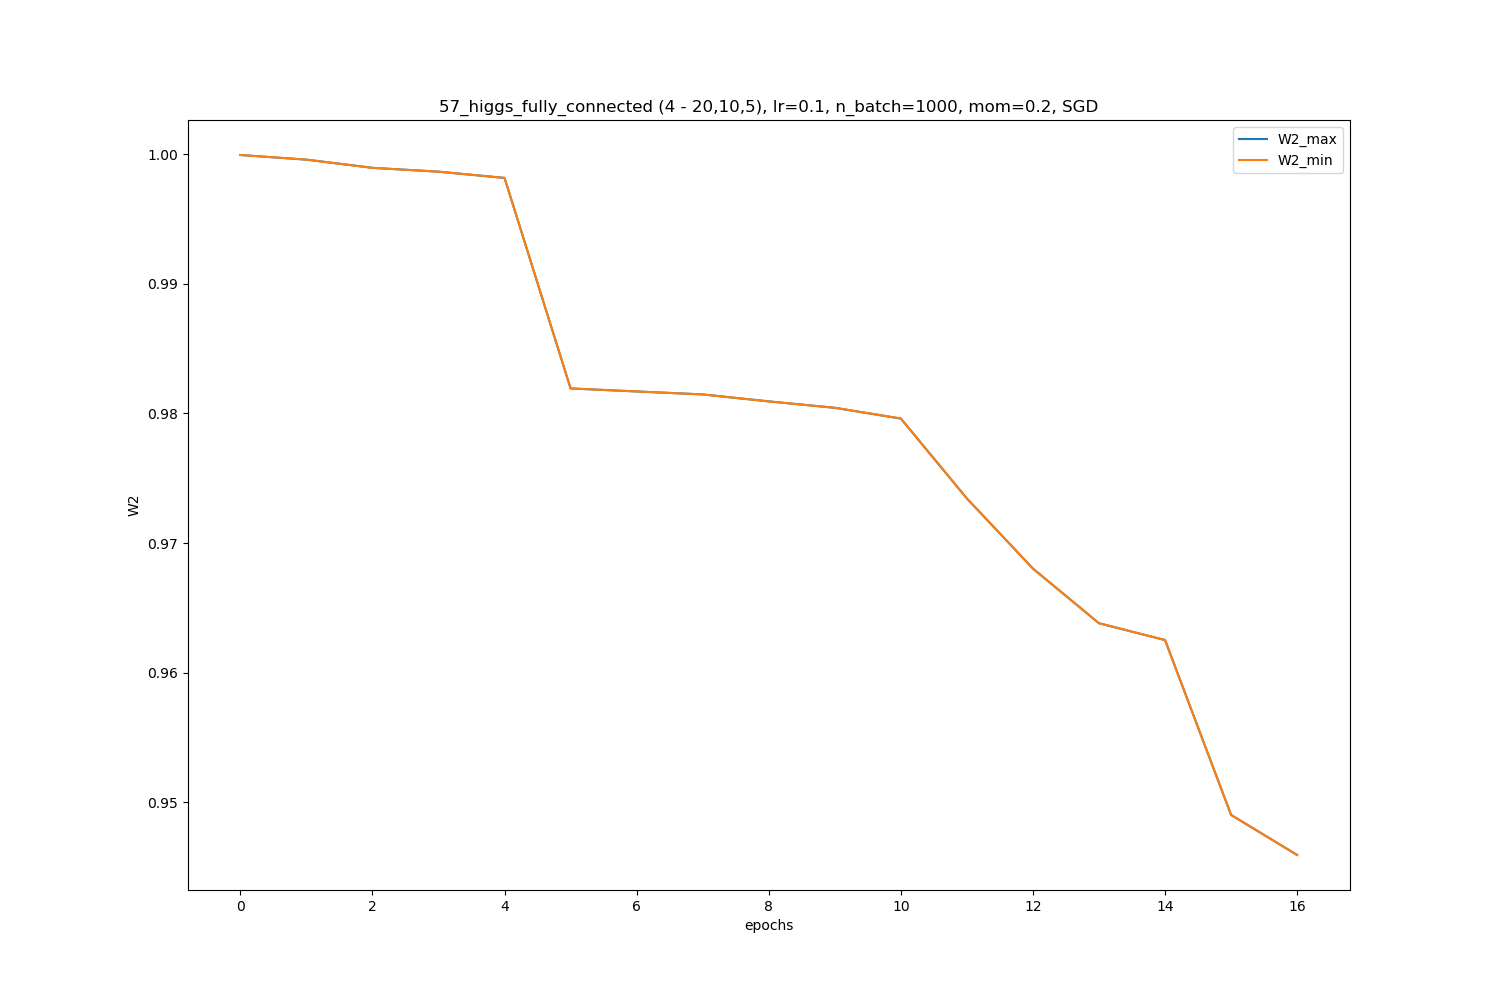 57_higgs_fully_connected (4 - 20,10,5), lr=0.1, n_batch=1000, mom=0.2, SGD
W2_max
W2_min
1.00
0.99
0.98
0.97
0.96
0.95
W2
0 2 4 6 8 10 12 14 16
epochs